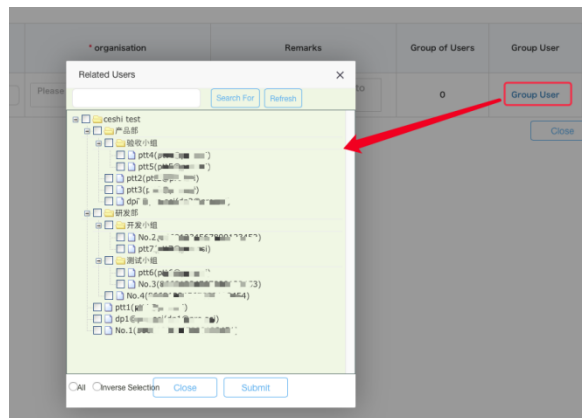 * organisation
Remarks
Group of Users
Group User
Related Users
Please
to
0
Group User
Search For
Refresh
Close
ceshi test
产品部
验收小组
ptt4(
ptt5(
ptt2(
ptt3(
研发部
开发小组
No.2
ptt7
测试小组
ptt6(
No.3(
No.4(
ptt1(
dp1
No.1(
All
Inverse Selection
Close
Submit